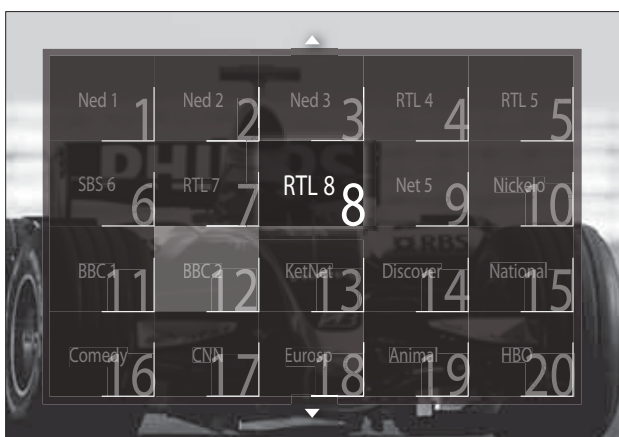 Ned 1 1 Ned 2 2 Ned 3 3 RTL 4 4 RTL 5 5
SBS 6 6 RTL 7 7 RTL 8 8 Net 5 9 Nickelo 10
BBC 1 11 BBC 2 12 KetNet 13 Discover 14 National 15
Comedy 16 CNN 17 Eurosp 18 Animal 19 HBO 20
PHILIPS
RBS